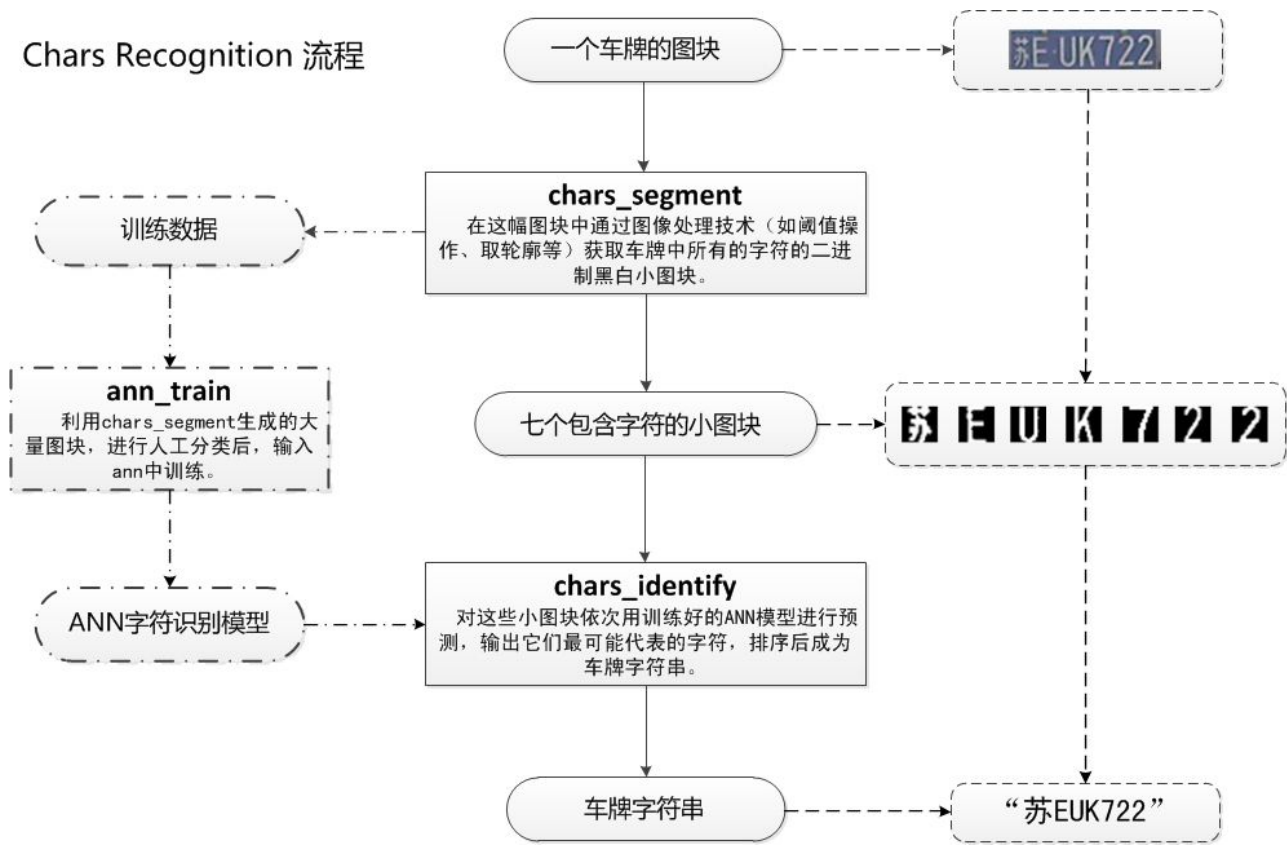 Chars Recognition 流程
一个车牌的图块
苏E·UK722
chars_segment
在这幅图块中通过图像处理技术（如阈值操
作、取轮廓等）获取车牌中所有的字符的二进
制黑白小图块。
训练数据
ann_train
利用chars_segment生成的大
量图块，进行人工分类后，输入
ann中训练。
七个包含字符的小图块
苏 E U K 7 2 2
ANN字符识别模型
chars_identify
对这些小图块依次用训练好的ANN模型进行预
测，输出它们最可能代表的字符，排序后成为
车牌字符串。
车牌字符串
“苏EUK722”